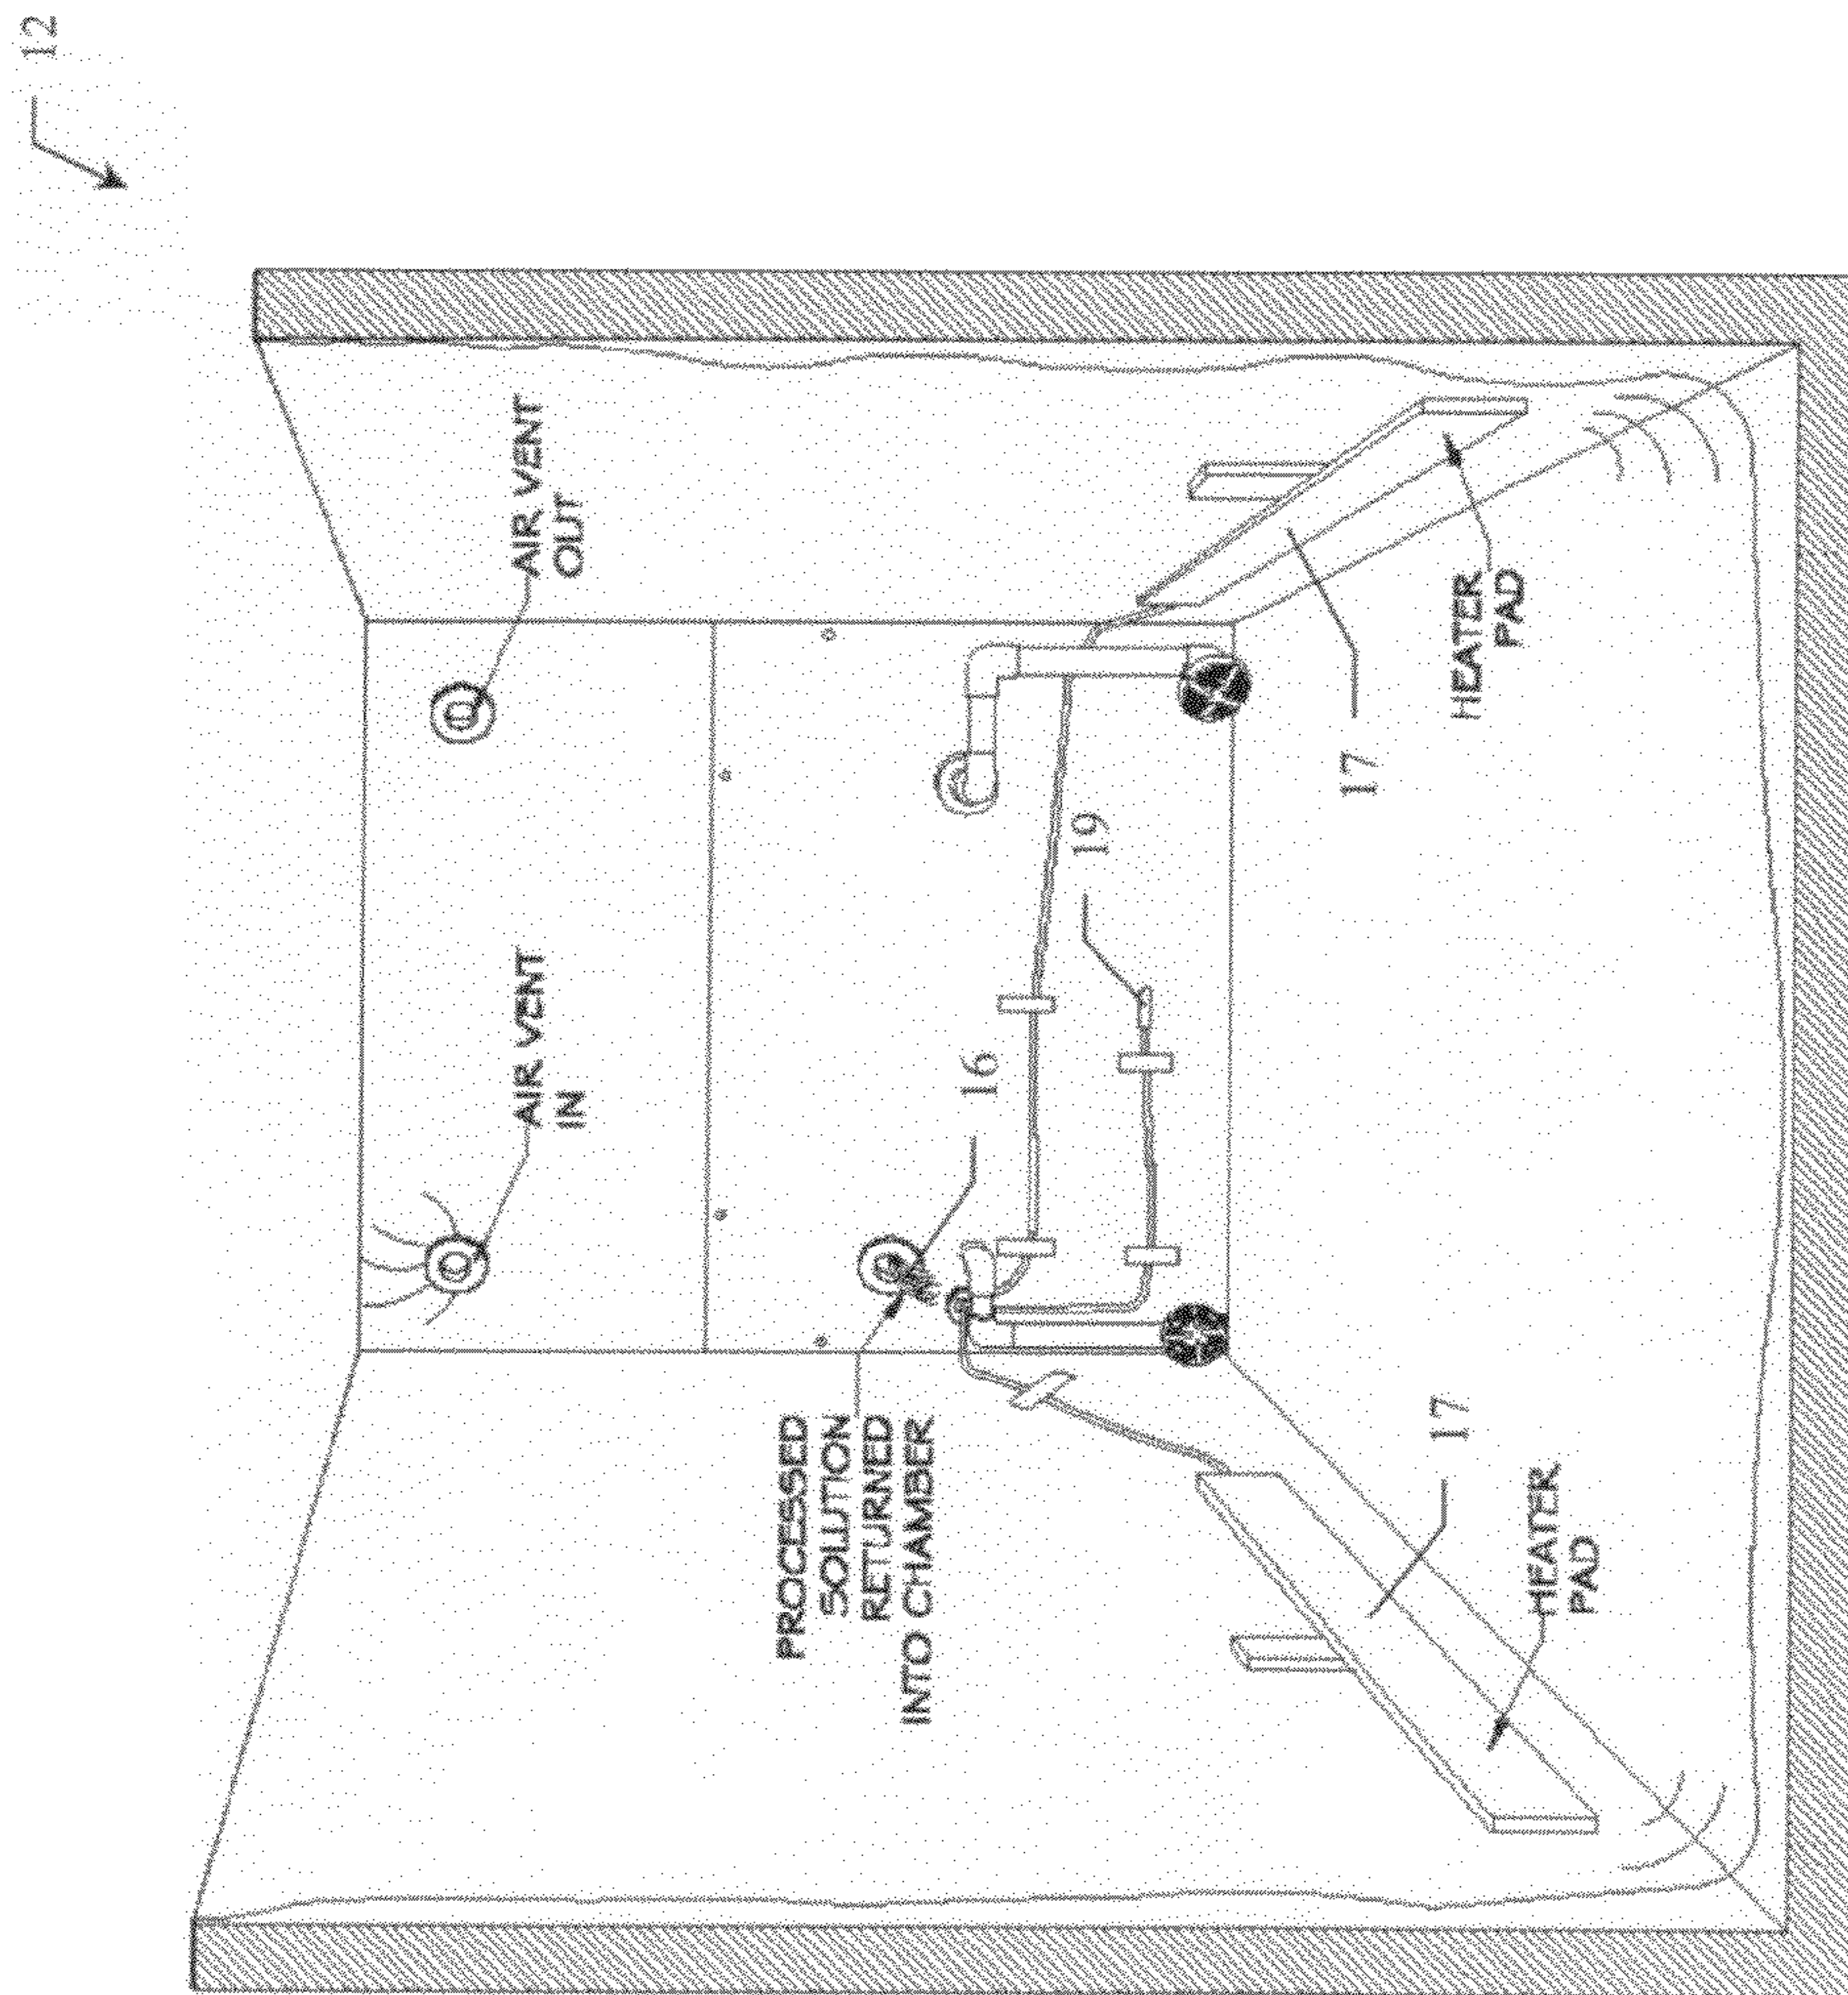 12
AIR VENT
IN
AIR VENT
OUT
PROCESSED
SOLUTION
RETURNED
INTO CHAMBER
16
19
17
HEATER
PAD
17
HEATER
PAD